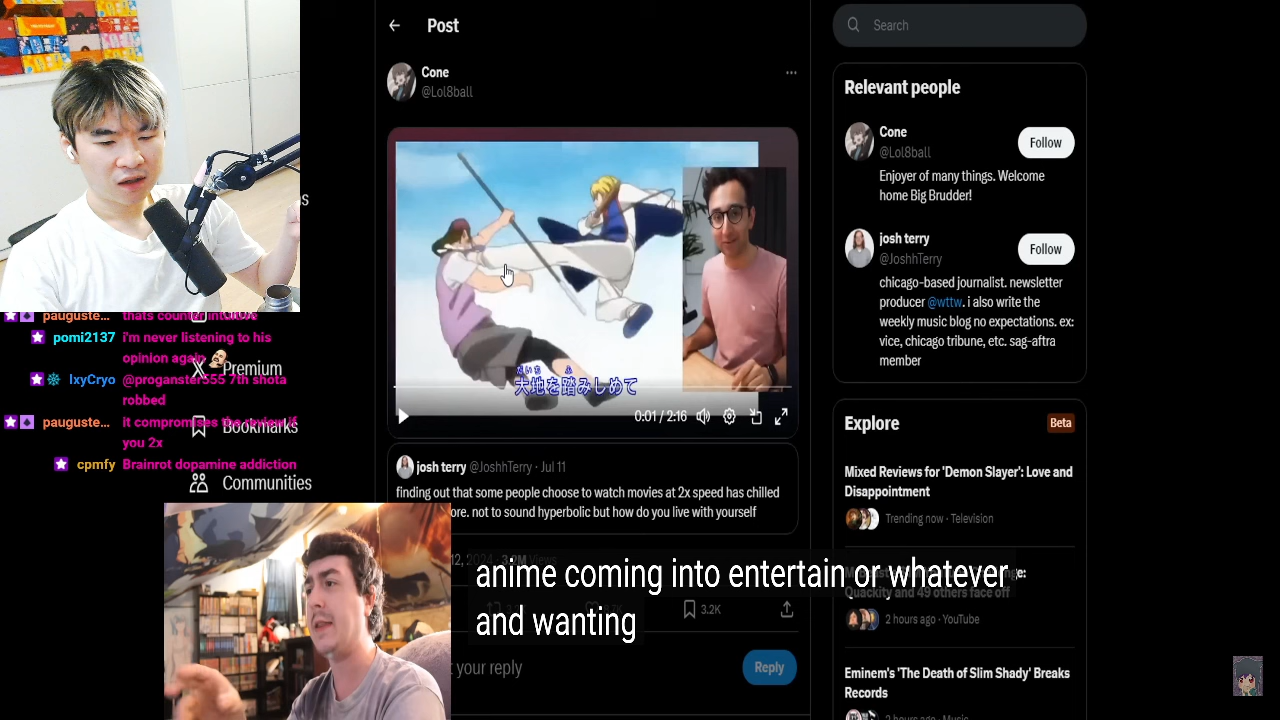 Post
Cone
@Lol8ball
大地を踏みしめて
だいち ふ
0:01 / 2:16
josh terry @JoshhTerry · Jul 11
finding out that some people choose to watch movies at 2x speed has chilled
ore. not to sound hyperbolic but how do you live with yourself
3.2K
your reply
Reply
Search
Relevant people
Cone
@Lol8ball
Follow
Enjoyer of many things. Welcome
home Big Brudder!
josh terry
@JoshhTerry
Follow
chicago-based journalist. newsletter
producer @wttw. i also write the
weekly music blog no expectations. ex:
vice, chicago tribune, etc. sag-aftra
member
Explore
Beta
Mixed Reviews for 'Demon Slayer': Love and
Disappointment
Trending now · Television
Quackity and 49 others face off
2 hours ago · YouTube
Eminem's 'The Death of Slim Shady' Breaks
Records
2 hours ago · Music
Premium
Bookmarks
Communities
pauguste... thats counter intuitive
pomi2137 i'm never listening to his
opinion again
IxyCryo @proganster555 7th shota
robbed
pauguste... it compromises the review if
you 2x
cpmfy Brainrot dopamine addiction
anime coming into entertain or whatever
and wanting